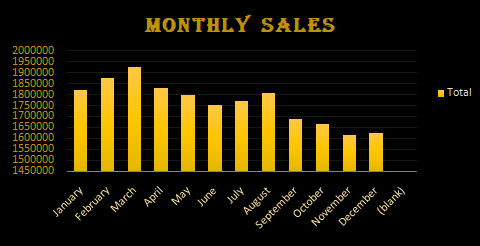 MONTHLY SALES
2000000
1950000
1900000
1850000
1800000
1750000
1700000
1650000
1600000
1550000
1500000
1450000
Total
January
February
March
April
May
June
July
August
September
October
November
December
(blank)